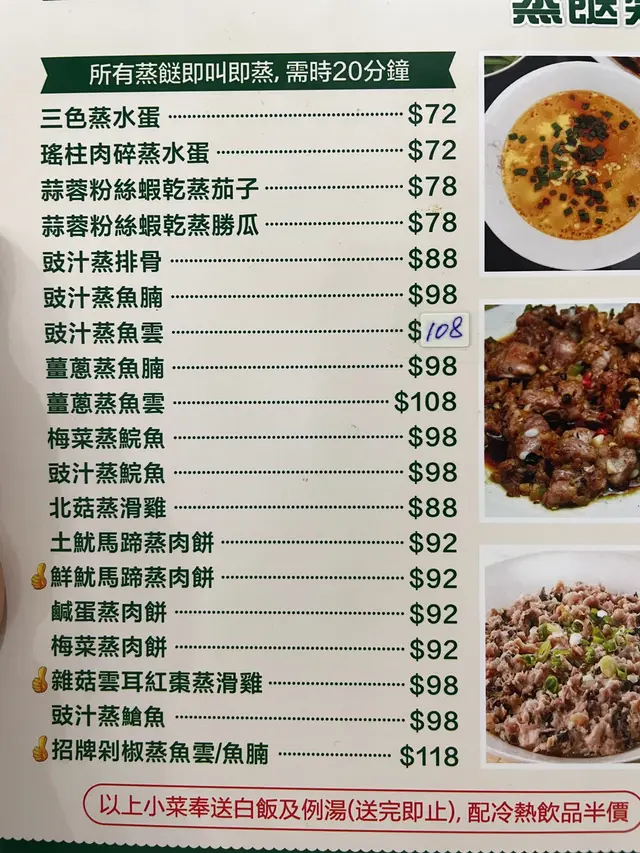 蒸餸
所有蒸餸即叫即蒸, 需時20分鐘
三色蒸水蛋 $72
瑤柱肉碎蒸水蛋 $72
蒜蓉粉絲蝦乾蒸茄子 $78
蒜蓉粉絲蝦乾蒸勝瓜 $78
豉汁蒸排骨 $88
豉汁蒸魚腩 $98
豉汁蒸魚雲 $108
薑蔥蒸魚腩 $98
薑蔥蒸魚雲 $108
梅菜蒸鯇魚 $98
豉汁蒸鯇魚 $98
北菇蒸滑雞 $88
土魷馬蹄蒸肉餅 $92
鮮魷馬蹄蒸肉餅 $92
鹹蛋蒸肉餅 $92
梅菜蒸肉餅 $92
雜菇雲耳紅棗蒸滑雞 $98
豉汁蒸鎗魚 $98
招牌剁椒蒸魚雲/魚腩 $118
以上小菜奉送白飯及例湯(送完即止), 配冷熱飲品半價